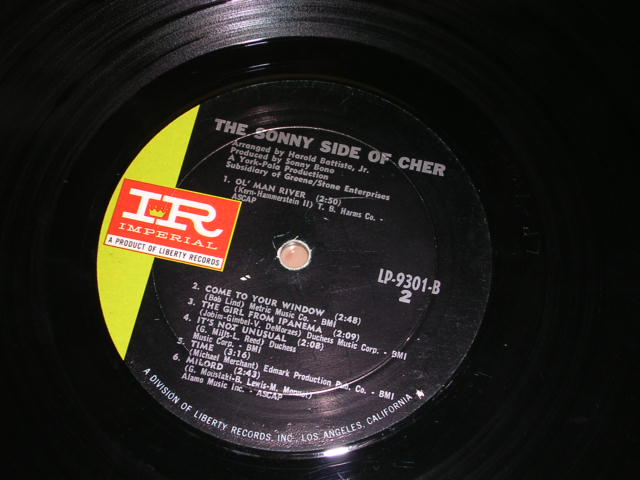 THE SONNY SIDE OF CHER
Arranged by Harold Battiste, Jr.
Produced by Sonny Bono
A York-Pala Production
Subsidiary of Greene/Stone Enterprises
1. OL' MAN RIVER (2:50)
(Kern-Hammerstein II) T. B. Harms Co. -
ASCAP
IR
IMPERIAL
A PRODUCT OF LIBERTY RECORDS
LP-9301-B
2
2. COME TO YOUR WINDOW (2:48)
(Bob Lind) Metric Music Co. - BMI
3. THE GIRL FROM IPANEMA (2:09)
(Jobim-Gimbel-V. DeMoraes) Duchess Music Corp. - BMI
4. IT'S NOT UNUSUAL (2:08)
(G. Mills-L. Reed) Duchess
Music Corp. - BMI
5. TIME (3:16)
(Michael Merchant) Edmark Production Pub. Co. - BMI
6. MILORD (2:43)
(G. Moustaki-B. Lewis-M. Monnot)
Alamo Music Inc. - ASCAP
A DIVISION OF LIBERTY RECORDS, INC., LOS ANGELES, CALIFORNIA